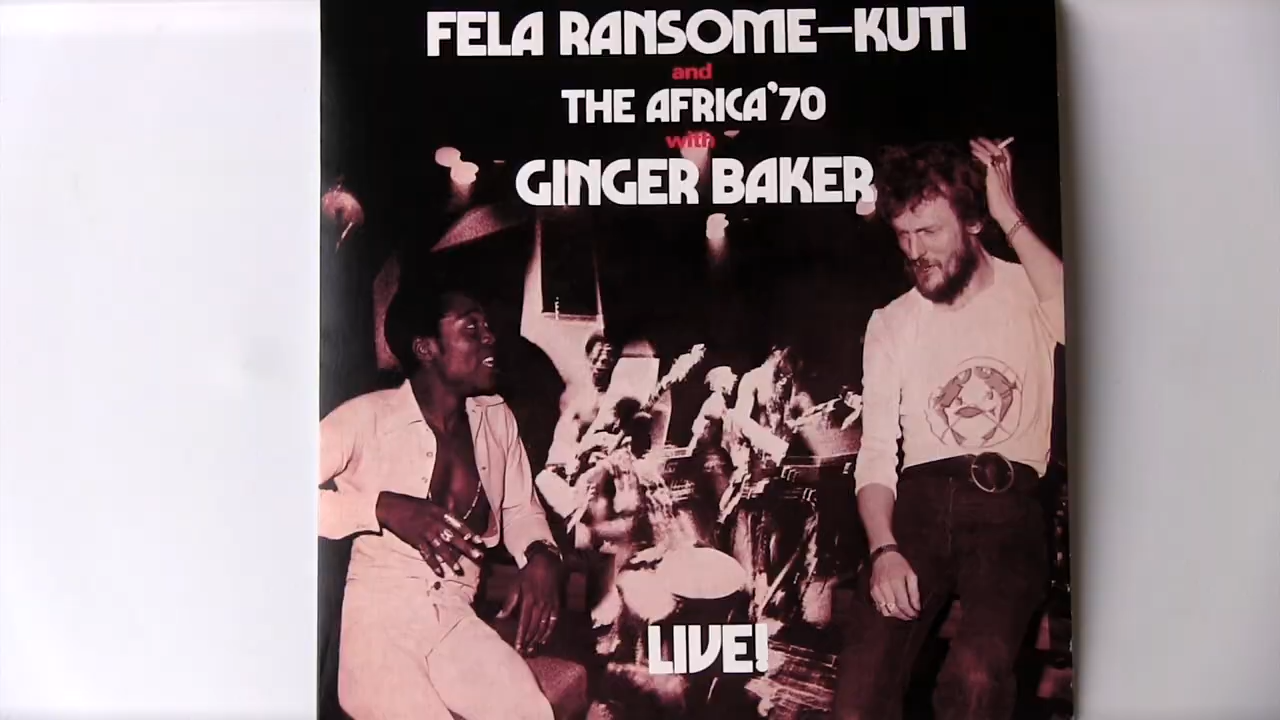 FELA RANSOME-KUTI
and
THE AFRICA'70
with
GINGER BAKER
LIVE!